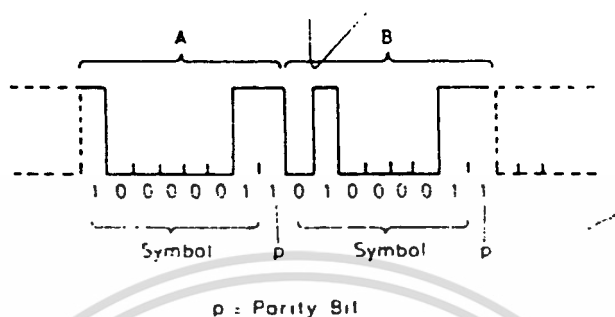 A B
1 0 0 0 0 0 1 1 0 1 0 0 0 0 1 1
Symbol p Symbol p
p = Parity Bit